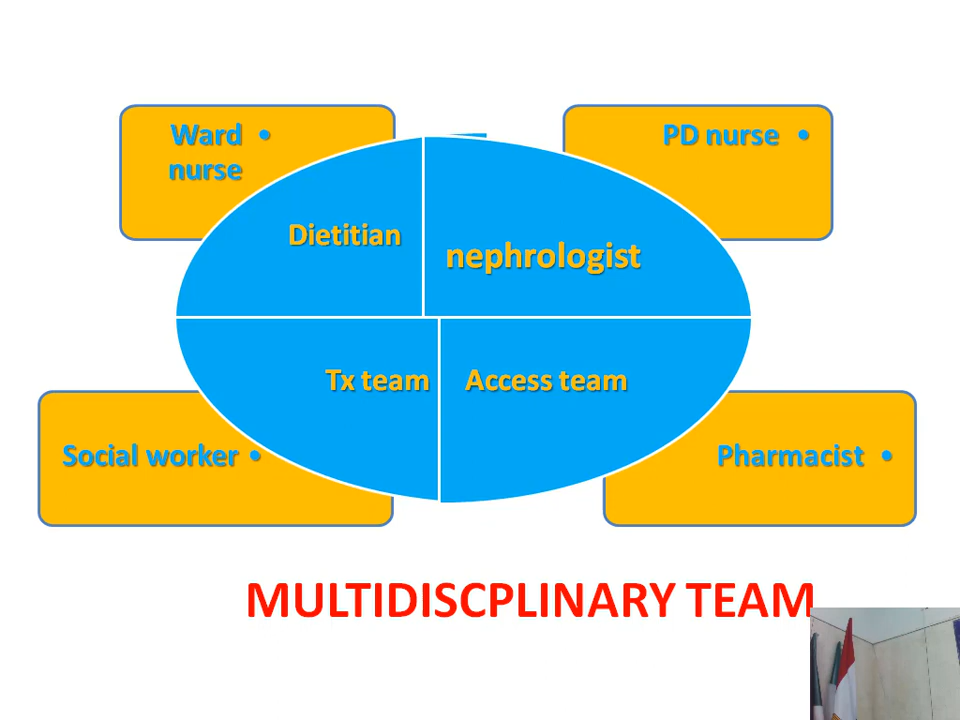 Ward •
nurse
PD nurse •
Dietitian
nephrologist
Tx team
Access team
Social worker •
Pharmacist •
MULTIDISCPLINARY TEAM